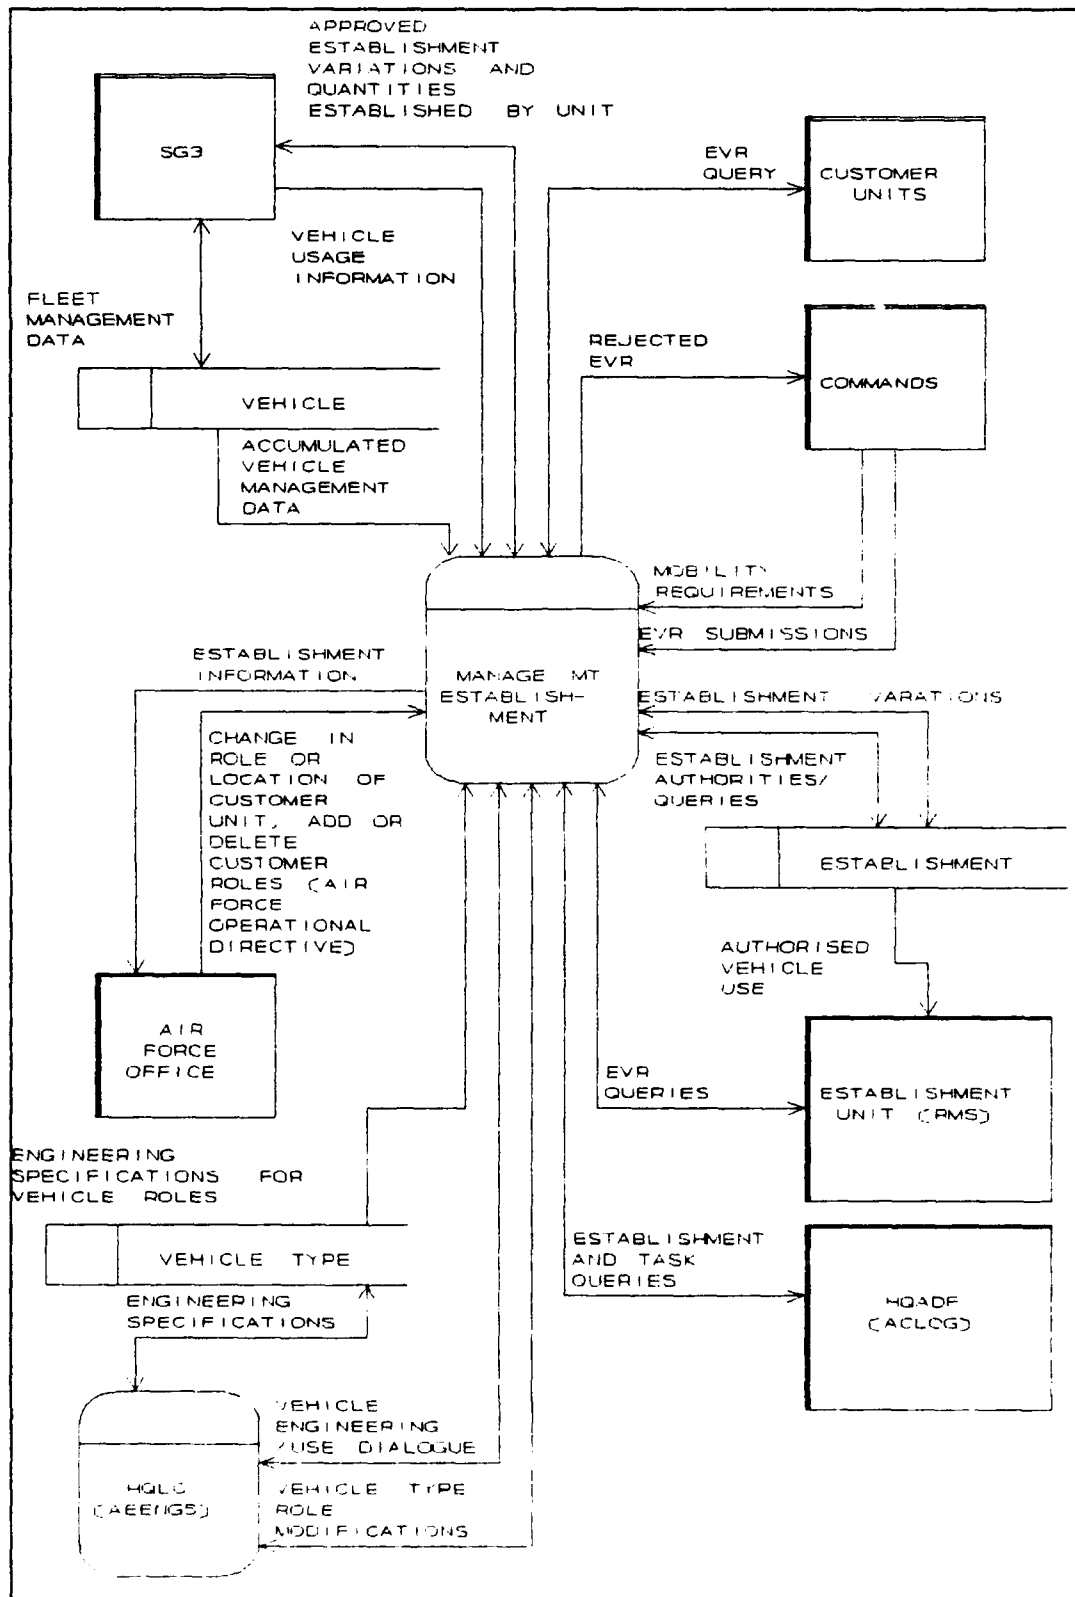 APPROVED
ESTABLISHMENT
VARIATIONS AND
QUANTITIES
ESTABLISHED BY UNIT
SG3
EVR
QUERY
CUSTOMER
UNITS
VEHICLE
USAGE
INFORMATION
FLEET
MANAGEMENT
DATA
REJECTED
EVR
COMMANDS
VEHICLE
ACCUMULATED
VEHICLE
MANAGEMENT
DATA
MOBILITY
REQUIREMENTS
EVR SUBMISSIONS
MANAGE MT
ESTABLISH-
MENT
ESTABLISHMENT
INFORMATION
ESTABLISHMENT VARATIONS
CHANGE IN
ROLE OR
LOCATION OF
CUSTOMER
UNIT, ADD OR
DELETE
CUSTOMER
ROLES (AIR
FORCE
OPERATIONAL
DIRECTIVE)
ESTABLISHMENT
AUTHORITIES/
QUERIES
ESTABLISHMENT
AUTHORISED
VEHICLE
USE
AIR
FORCE
OFFICE
EVR
QUERIES
ESTABLISHMENT
UNIT (RMS)
ENGINEERING
SPECIFICATIONS FOR
VEHICLE ROLES
VEHICLE TYPE
ESTABLISHMENT
AND TASK
QUERIES
HQADF
(ACLOG)
ENGINEERING
SPECIFICATIONS
VEHICLE
ENGINEERING
/USE DIALOGUE
HQLC
(AEENG5)
VEHICLE TYPE
ROLE
MODIFICATIONS